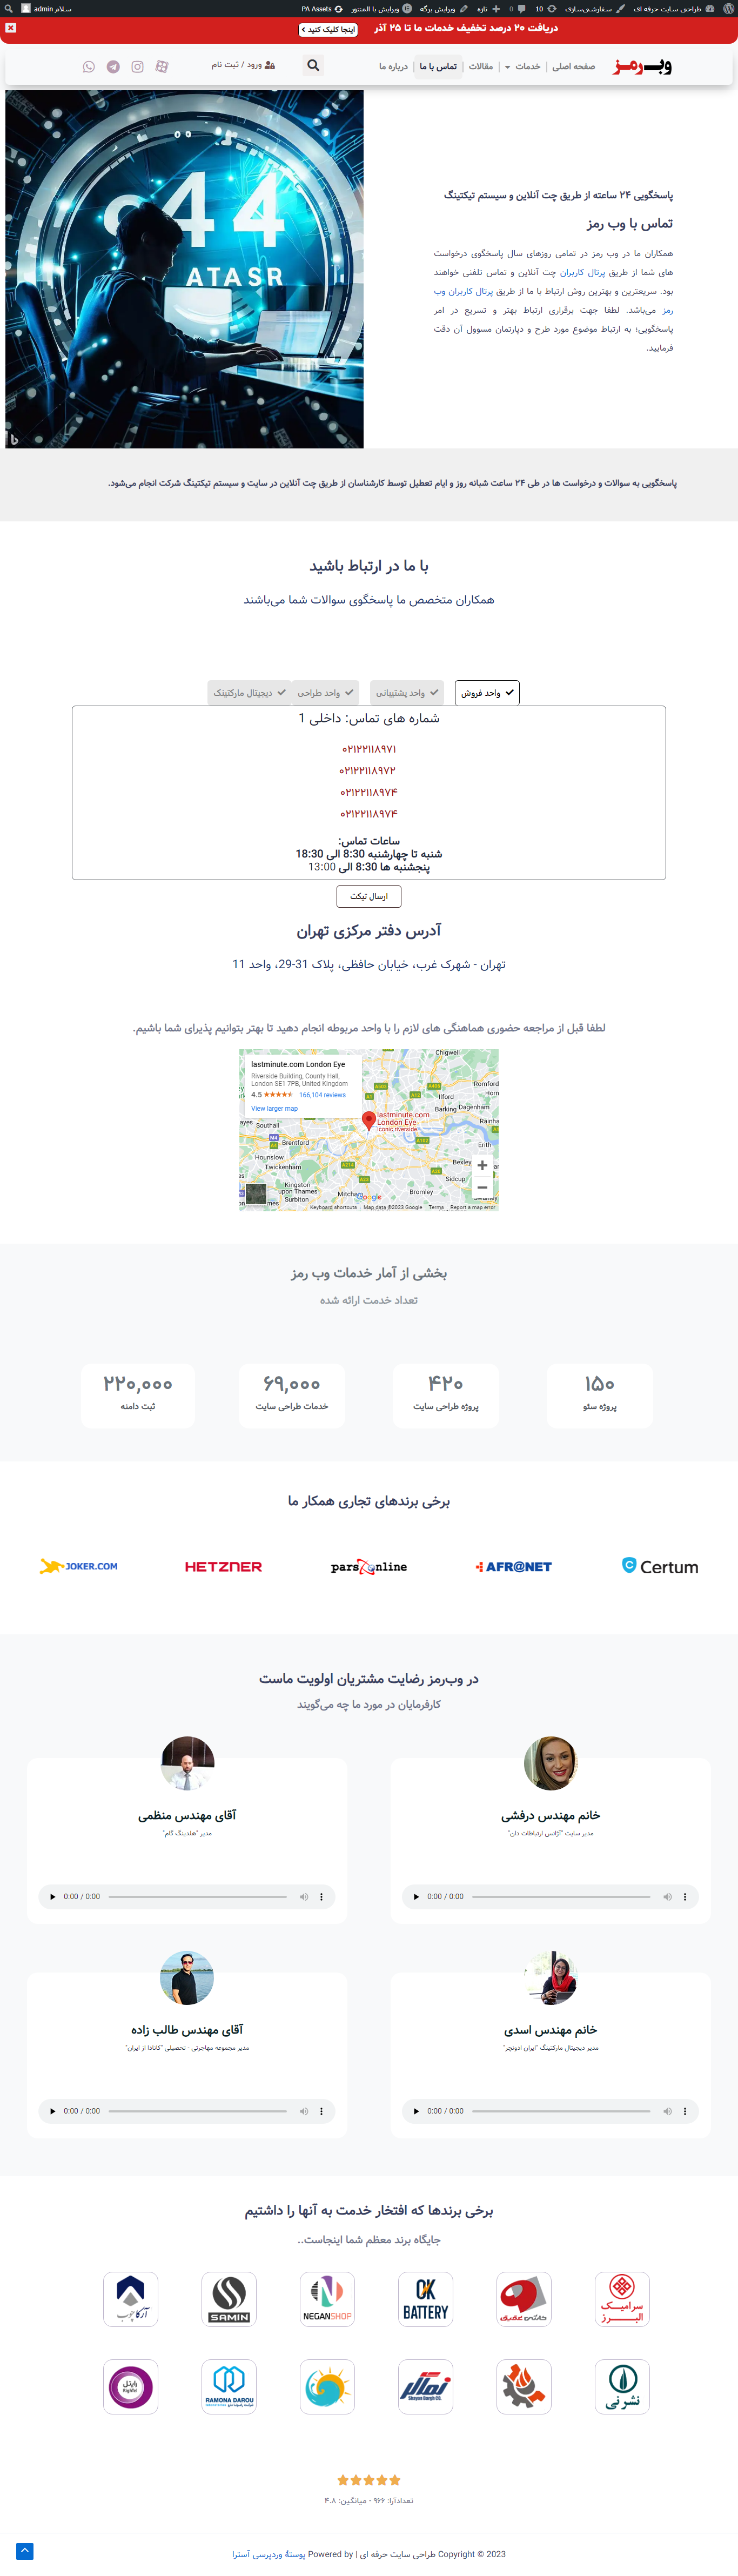 طراحی سایت حرفه ای
سفارشی‌سازی
10
0
تازه
ویرایش برگه
ویرایش با المنتور
PA Assets
سلام admin
دریافت ۲۰ درصد تخفیف خدمات ما تا ۲۵ آذر
اینجا کلیک کنید
وب‌رمز
صفحه اصلی
خدمات
مقالات
تماس با ما
درباره ما
ورود / ثبت نام
پاسخگویی ۲۴ ساعته از طریق چت آنلاین و سیستم تیکتینگ
تماس با وب رمز
همکاران ما در وب رمز در تمامی روزهای سال پاسخگوی درخواست
های شما از طریق پرتال کاربران چت آنلاین و تماس تلفنی خواهند
بود. سریعترین و بهترین روش ارتباط با ما از طریق پرتال کاربران وب
رمز می‌باشد. لطفا جهت برقراری ارتباط بهتر و تسریع در امر
پاسخگویی؛ به ارتباط موضوع مورد طرح و دپارتمان مسوول آن دقت
فرمایید.
o44
ATASR
پاسخگویی به سوالات و درخواست ها در طی ۲۴ ساعت شبانه روز و ایام تعطیل توسط کارشناسان از طریق چت آنلاین در سایت و سیستم تیکتینگ شرکت انجام می‌شود.
با ما در ارتباط باشید
همکاران متخصص ما پاسخگوی سوالات شما می‌باشند
واحد فروش
واحد پشتیبانی
واحد طراحی
دیجیتال مارکتینگ
شماره های تماس: داخلی 1
۰۲۱۲۲۱۱۸۹۷۱
۰۲۱۲۲۱۱۸۹۷۲
۰۲۱۲۲۱۱۸۹۷۴
۰۲۱۲۲۱۱۸۹۷۴
ساعات تماس:
شنبه تا چهارشنبه 8:30 الی 18:30
پنجشنبه ها 8:30 الی 13:00
ارسال تیکت
آدرس دفتر مرکزی تهران
تهران - شهرک غرب، خیابان حافظی، پلاک 31-29، واحد 11
لطفا قبل از مراجعه حضوری هماهنگی های لازم را با واحد مربوطه انجام دهید تا بهتر بتوانیم پذیرای شما باشیم.
lastminute.com London Eye
Riverside Building, County Hall,
London SE1 7PB, United Kingdom
4.5
166,104 reviews
View larger map
Chigwell
Romford
Ilford
Hornc
Barking
Dagenham
Rainha
lastminute.com
London Eye
Iconic riverside
Southall
Brentford
Hounslow
Twickenham
Erith
Bexley
Sidcup
Dartford
Kingston
upon Thames
Surbiton
Mitcham
Bromley
Swanley
Orpington
Google
Keyboard shortcuts
Map data ©2023 Google
Terms
Report a map error
بخشی از آمار خدمات وب رمز
تعداد خدمت ارائه شده
۱۵۰
پروژه سئو
۴۲۰
پروژه طراحی سایت
۶۹,۰۰۰
خدمات طراحی سایت
۲۲۰,۰۰۰
ثبت دامنه
برخی برندهای تجاری همکار ما
Certum
AFR@NET
parsOnline
HETZNER
JOKER.COM
در وب‌رمز رضایت مشتریان اولویت ماست
کارفرمایان در مورد ما چه می‌گویند
خانم مهندس درفشی
مدیر سایت "آژانس ارتباطات دان"
0:00 / 0:00
آقای مهندس منظمی
مدیر "هلدینگ گام"
0:00 / 0:00
خانم مهندس اسدی
مدیر دیجیتال مارکتینگ "ایران ادونچر"
0:00 / 0:00
آقای مهندس طالب زاده
مدیر مجموعه مهاجرتی - تحصیلی "کانادا از ایران"
0:00 / 0:00
برخی برندها که افتخار خدمت به آنها را داشتیم
جایگاه برند معظم شما اینجاست..
سرامیک
البرز
OK
BATTERY
NEGANSHOP
SAMIN
نشر نی
Shayan Bargh CO.
RAMONA DAROU
رایتل
RighTel
تعدادآرا: ۹۶۶ - میانگین: ۴.۸
Copyright © 2023 طراحی سایت حرفه ای | Powered by پوستهٔ وردپرسی آسترا